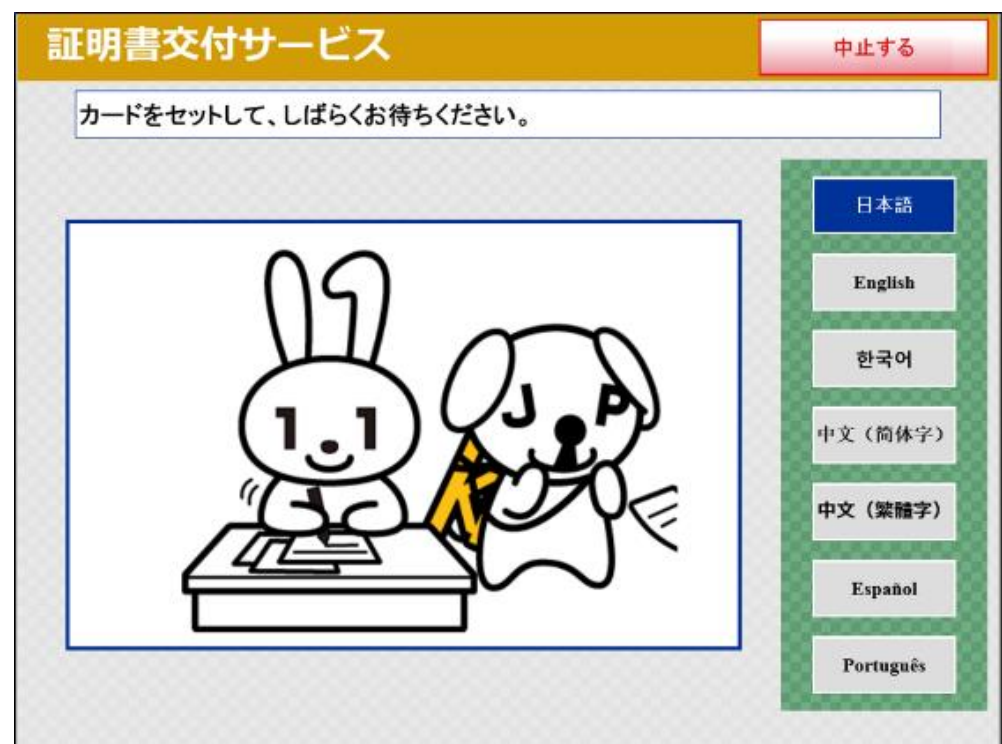 証明書交付サービス
中止する
カードをセットして、しばらくお待ちください。
日本語
English
한국어
中文（简体字）
中文（繁體字）
Español
Português
1 1
J P